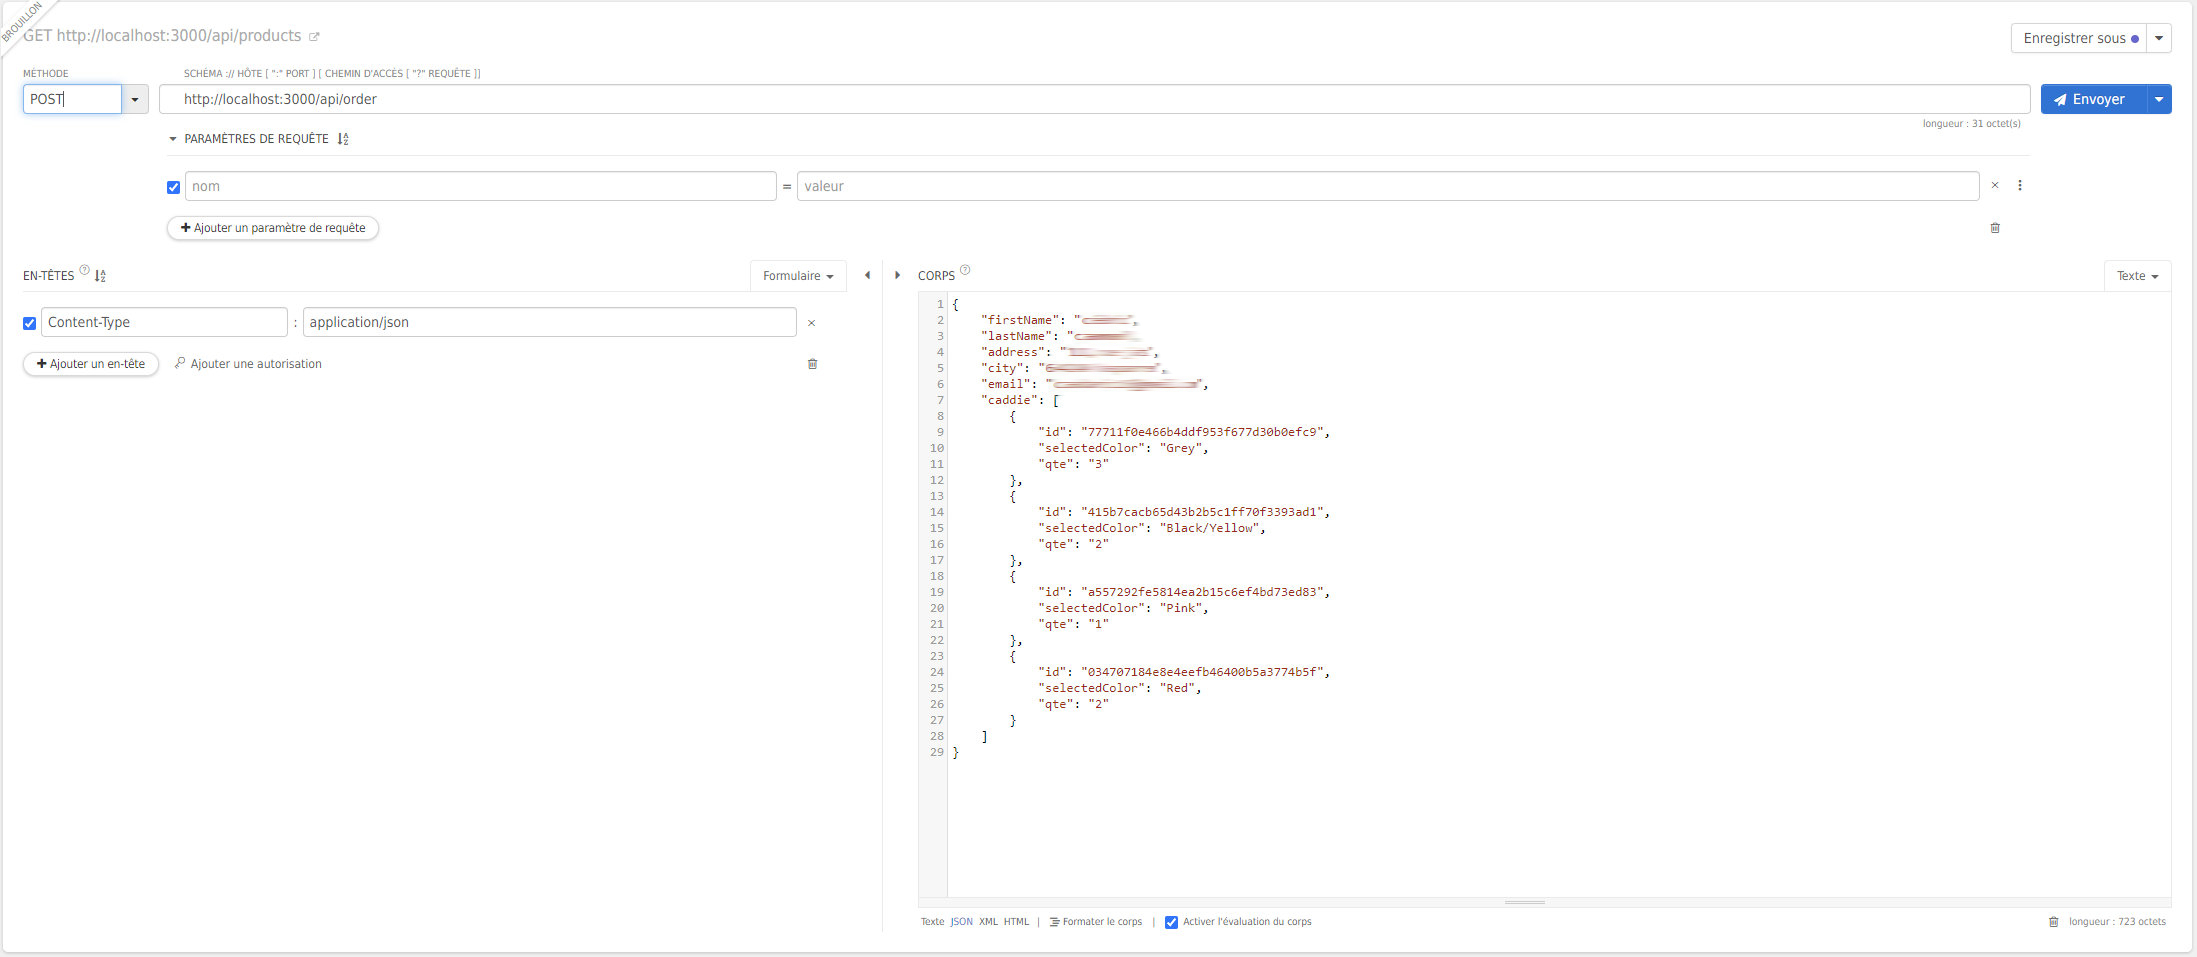 BROUILLON
GET http://localhost:3000/api/products
Enregistrer sous
MÉTHODE
SCHÉMA :// HÔTE [ ":" PORT ] [ CHEMIN D'ACCÈS [ "?" REQUÊTE ]]
POST
http://localhost:3000/api/order
Envoyer
longueur : 31 octet(s)
PARAMÈTRES DE REQUÊTE
nom = valeur
Ajouter un paramètre de requête
EN-TÊTES
Formulaire
Content-Type : application/json
Ajouter un en-tête
Ajouter une autorisation
CORPS
Texte
1 {
2 "firstName": "
3 "lastName": "
4 "address": " ",
5 "city": " ",
6 "email": " ",
7 "caddie": [
8 {
9 "id": "77711f0e466b4ddf953f677d30b0efc9",
10 "selectedColor": "Grey",
11 "qte": "3"
12 },
13 {
14 "id": "415b7cacb65d43b2b5c1ff70f3393ad1",
15 "selectedColor": "Black/Yellow",
16 "qte": "2"
17 },
18 {
19 "id": "a557292fe5814ea2b15c6ef4bd73ed83",
20 "selectedColor": "Pink",
21 "qte": "1"
22 },
23 {
24 "id": "034707184e8e4eefb46400b5a3774b5f",
25 "selectedColor": "Red",
26 "qte": "2"
27 }
28 ]
29 }
Texte JSON XML HTML | Formater le corps | Activer l'évaluation du corps
longueur : 723 octets